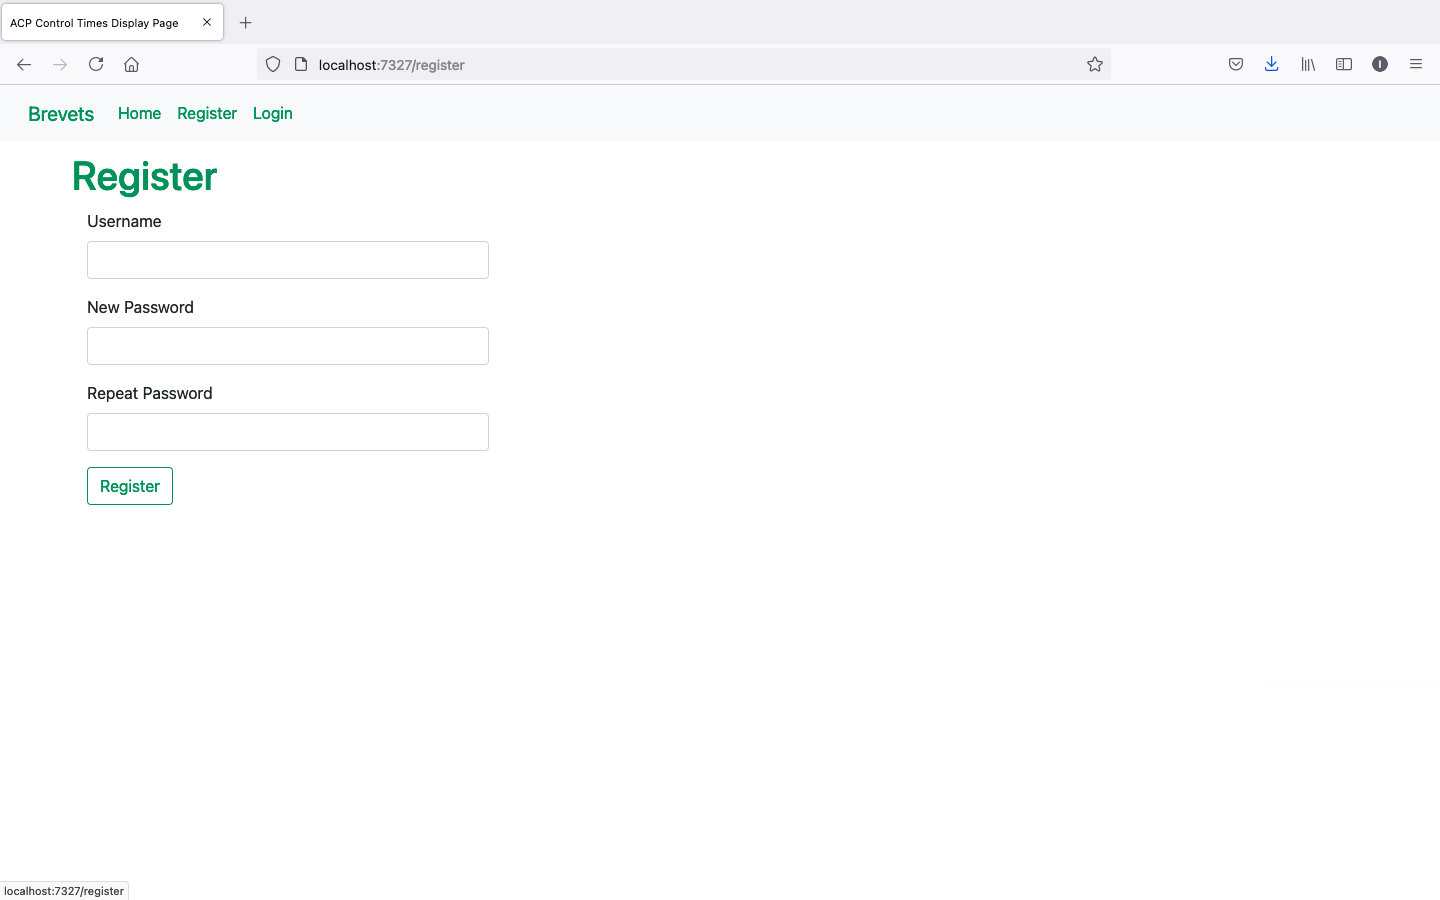 ACP Control Times Display Page
localhost:7327/register
Brevets Home Register Login
Register
Username
New Password
Repeat Password
Register
localhost:7327/register